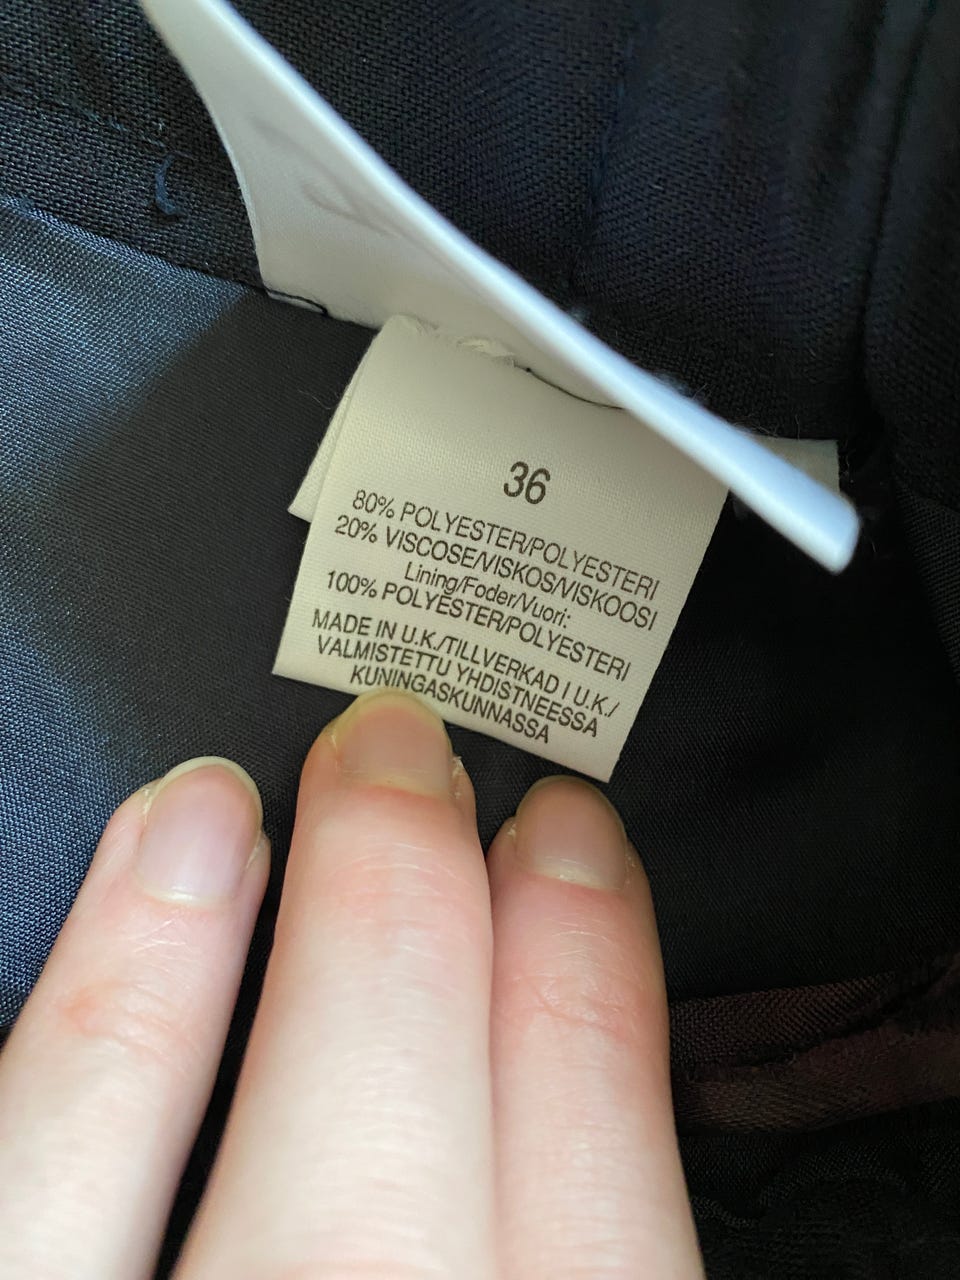 36
80% POLYESTER/POLYESTERI
20% VISCOSE/VISKOS/VISKOOSI
Lining/Foder/Vuori:
100% POLYESTER/POLYESTERI
MADE IN U.K./TILLVERKAD I U.K./
VALMISTETTU YHDISTNEESSA
KUNINGASKUNNASSA